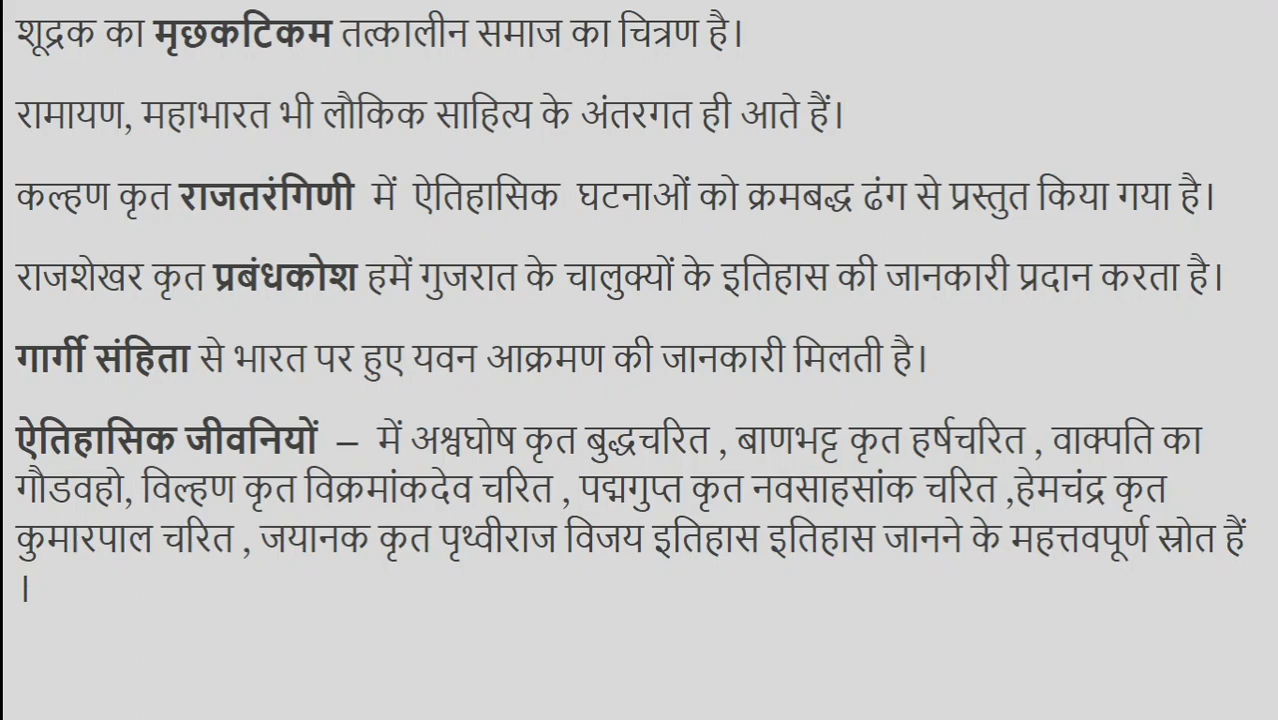 शूद्रक का मृछकटिकम तत्कालीन समाज का चित्रण है।
रामायण, महाभारत भी लौकिक साहित्य के अंतरगत ही आते हैं।
कल्हण कृत राजतरंगिणी में ऐतिहासिक घटनाओं को क्रमबद्ध ढंग से प्रस्तुत किया गया है।
राजशेखर कृत प्रबंधकोश हमें गुजरात के चालुक्यों के इतिहास की जानकारी प्रदान करता है।
गार्गी संहिता से भारत पर हुए यवन आक्रमण की जानकारी मिलती है।
ऐतिहासिक जीवनियों – में अश्वघोष कृत बुद्धचरित , बाणभट्ट कृत हर्षचरित , वाक्पति का
गौडवहो, विल्हण कृत विक्रमांकदेव चरित , पद्मगुप्त कृत नवसाहसांक चरित ,हेमचंद्र कृत
कुमारपाल चरित , जयानक कृत पृथ्वीराज विजय इतिहास इतिहास जानने के महत्तवपूर्ण स्रोत हैं
।